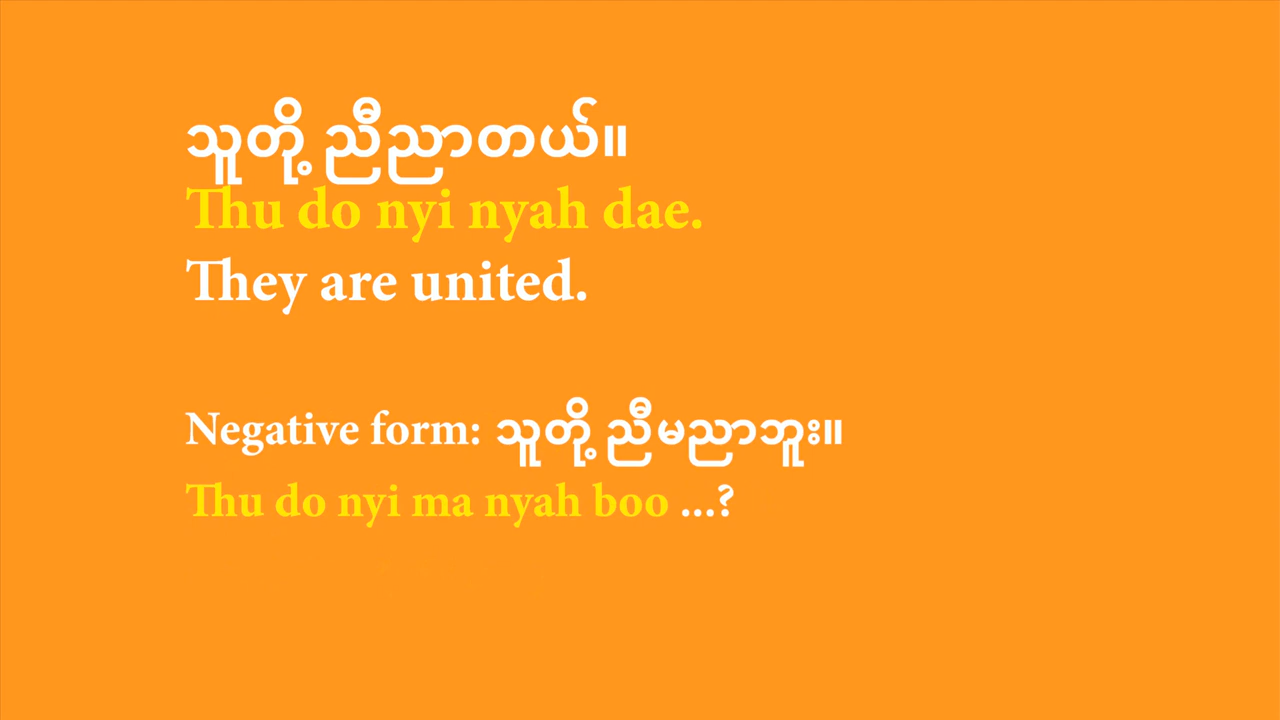 သူတို့ ညီညာတယ်။
Thu do nyi nyah dae.
They are united.
Negative form: သူတို့ ညီမညာဘူး။
Thu do nyi ma nyah boo ...?